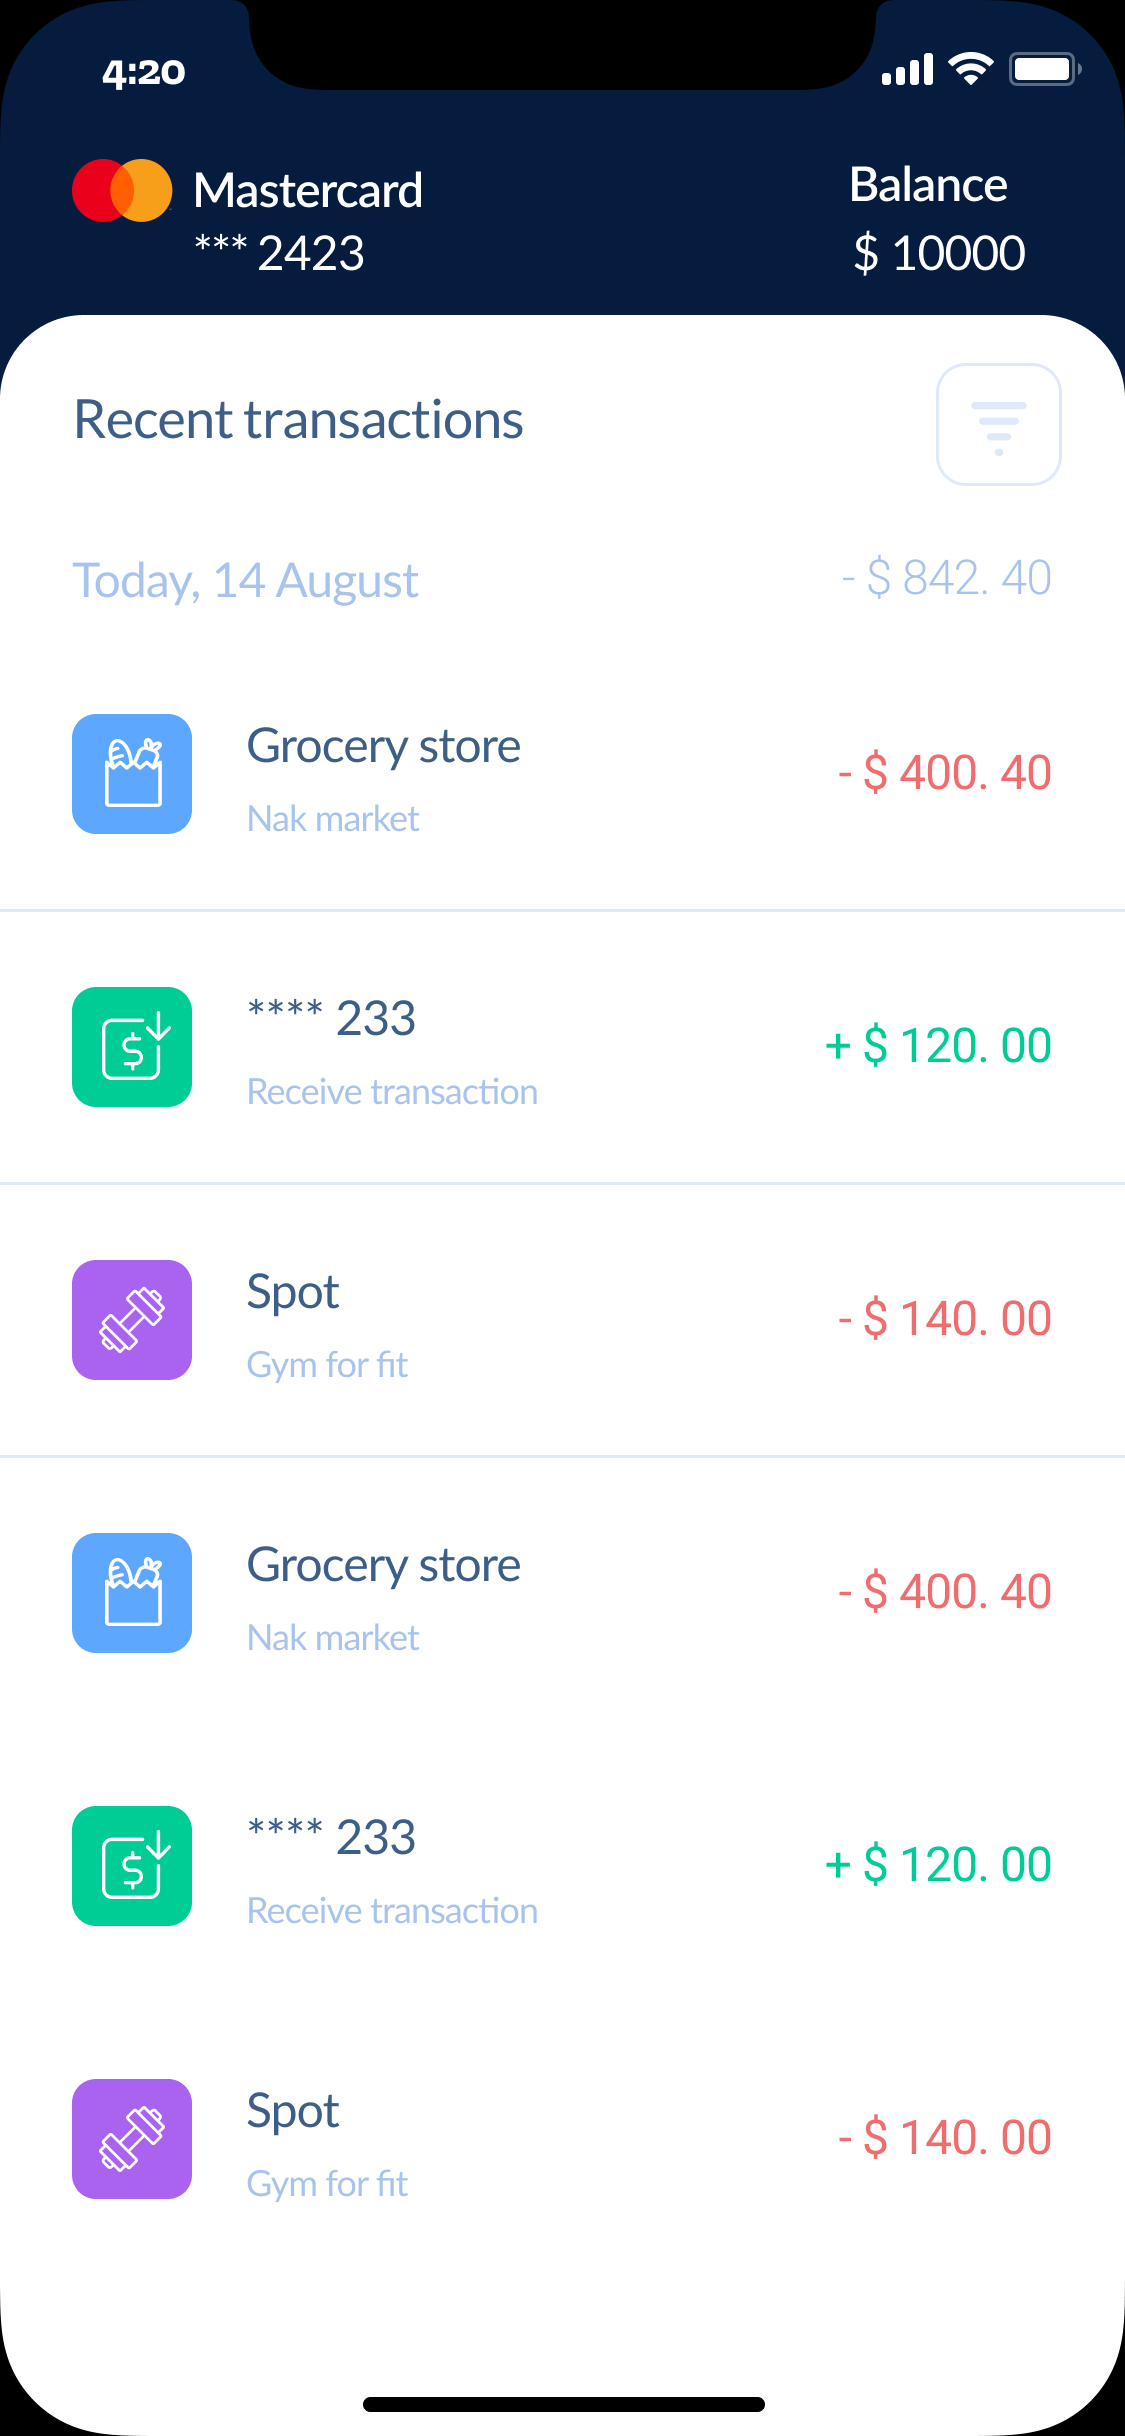 4:20
Mastercard
*** 2423
Balance
$ 10000
Recent transactions
Today, 14 August
- $ 842. 40
Grocery store
Nak market
- $ 400. 40
**** 233
Receive transaction
+ $ 120. 00
Spot
Gym for fit
- $ 140. 00
Grocery store
Nak market
- $ 400. 40
**** 233
Receive transaction
+ $ 120. 00
Spot
Gym for fit
- $ 140. 00